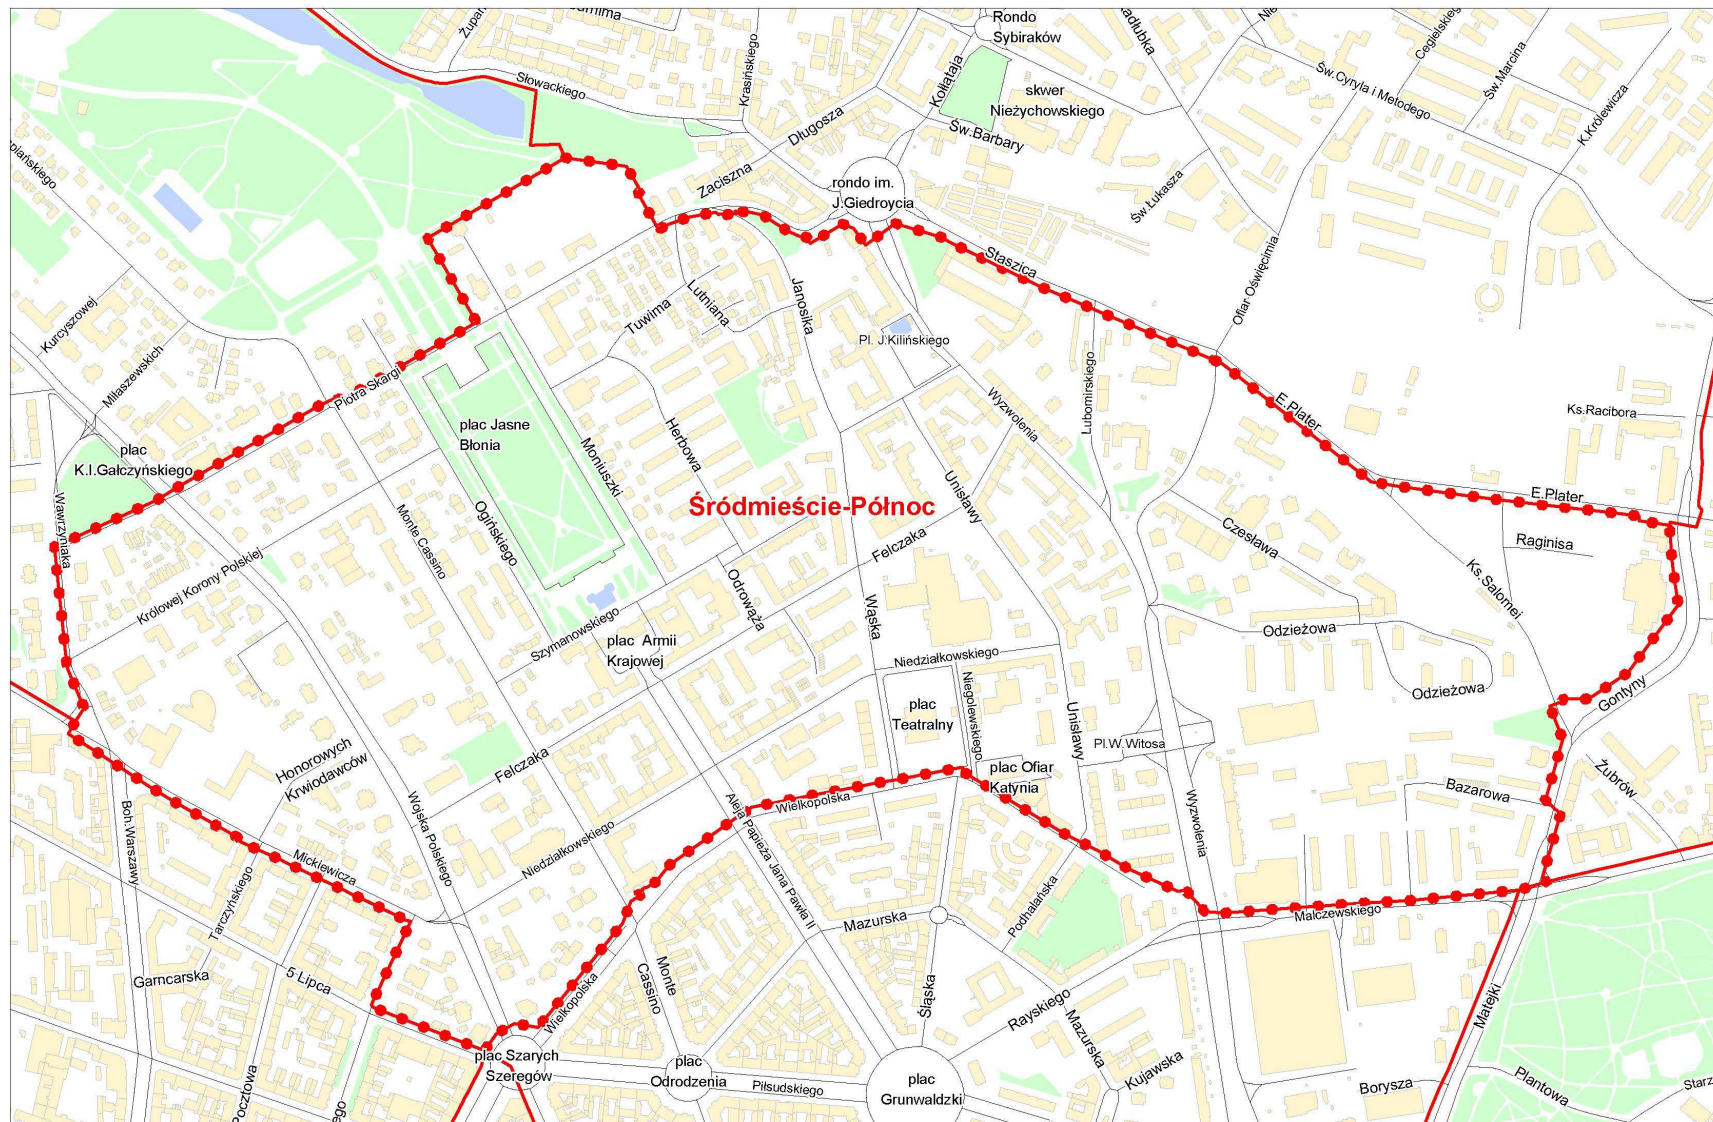 Rondo
Sybiraków
Krasińskiego
Słowackiego
Kołłataja
skwer
Nieżychowskiego
Cegielskiego
Św.Marcina
Św.Cyryla i Metodego
K.Królewicza
Długosza
Św.Barbary
Zaciszna
rondo im.
J.Giedroycia
Św.Łukasza
Staszica
Ofiar Oświęcimia
Kurcyszowej
Miłaszewskich
Piotra Skargi
Tuwima
Lutniana
Janosika
Pl. J.Kilińskiego
Wyzwolenia
Lubomirskiego
E.Plater
Ks.Racibora
plac
K.I.Gałczyńskiego
plac Jasne
Błonia
Moniuszki
Herbowa
Śródmieście-Północ
Unisławy
E.Plater
Raginisa
Wawrzyniaka
Monte Cassino
Ogińskiego
Felczaka
Czesława
Ks.Salomei
Królowej Korony Polskiej
Szymanowskiego
Odrowąża
Wąska
plac Armii
Krajowej
Niedziałkowskiego
Odzieżowa
Odzieżowa
Gontyny
plac
Teatralny
Niegolewskiego
Unisławy
Pl.W.Witosa
Honorowych
Krwiodawców
Felczaka
plac Ofiar
Katynia
Żubrów
Bazarowa
Boh.Warszawy
Wojska Polskiego
Aleja Papieża Jana Pawła II
Wielkopolska
Wyzwolenia
Mickiewicza
Niedziałkowskiego
Tarczyńskiego
Mazurska
Podhalańska
Malczewskiego
Garncarska
5 Lipca
Wielkopolska
Monte
Cassino
Śląska
Rayskiego
Mazurska
Matejki
plac Szarych
Szeregów
plac
Odrodzenia
Piłsudskiego
plac
Grunwaldzki
Kujawska
Borysza
Plantowa
Pocztowa